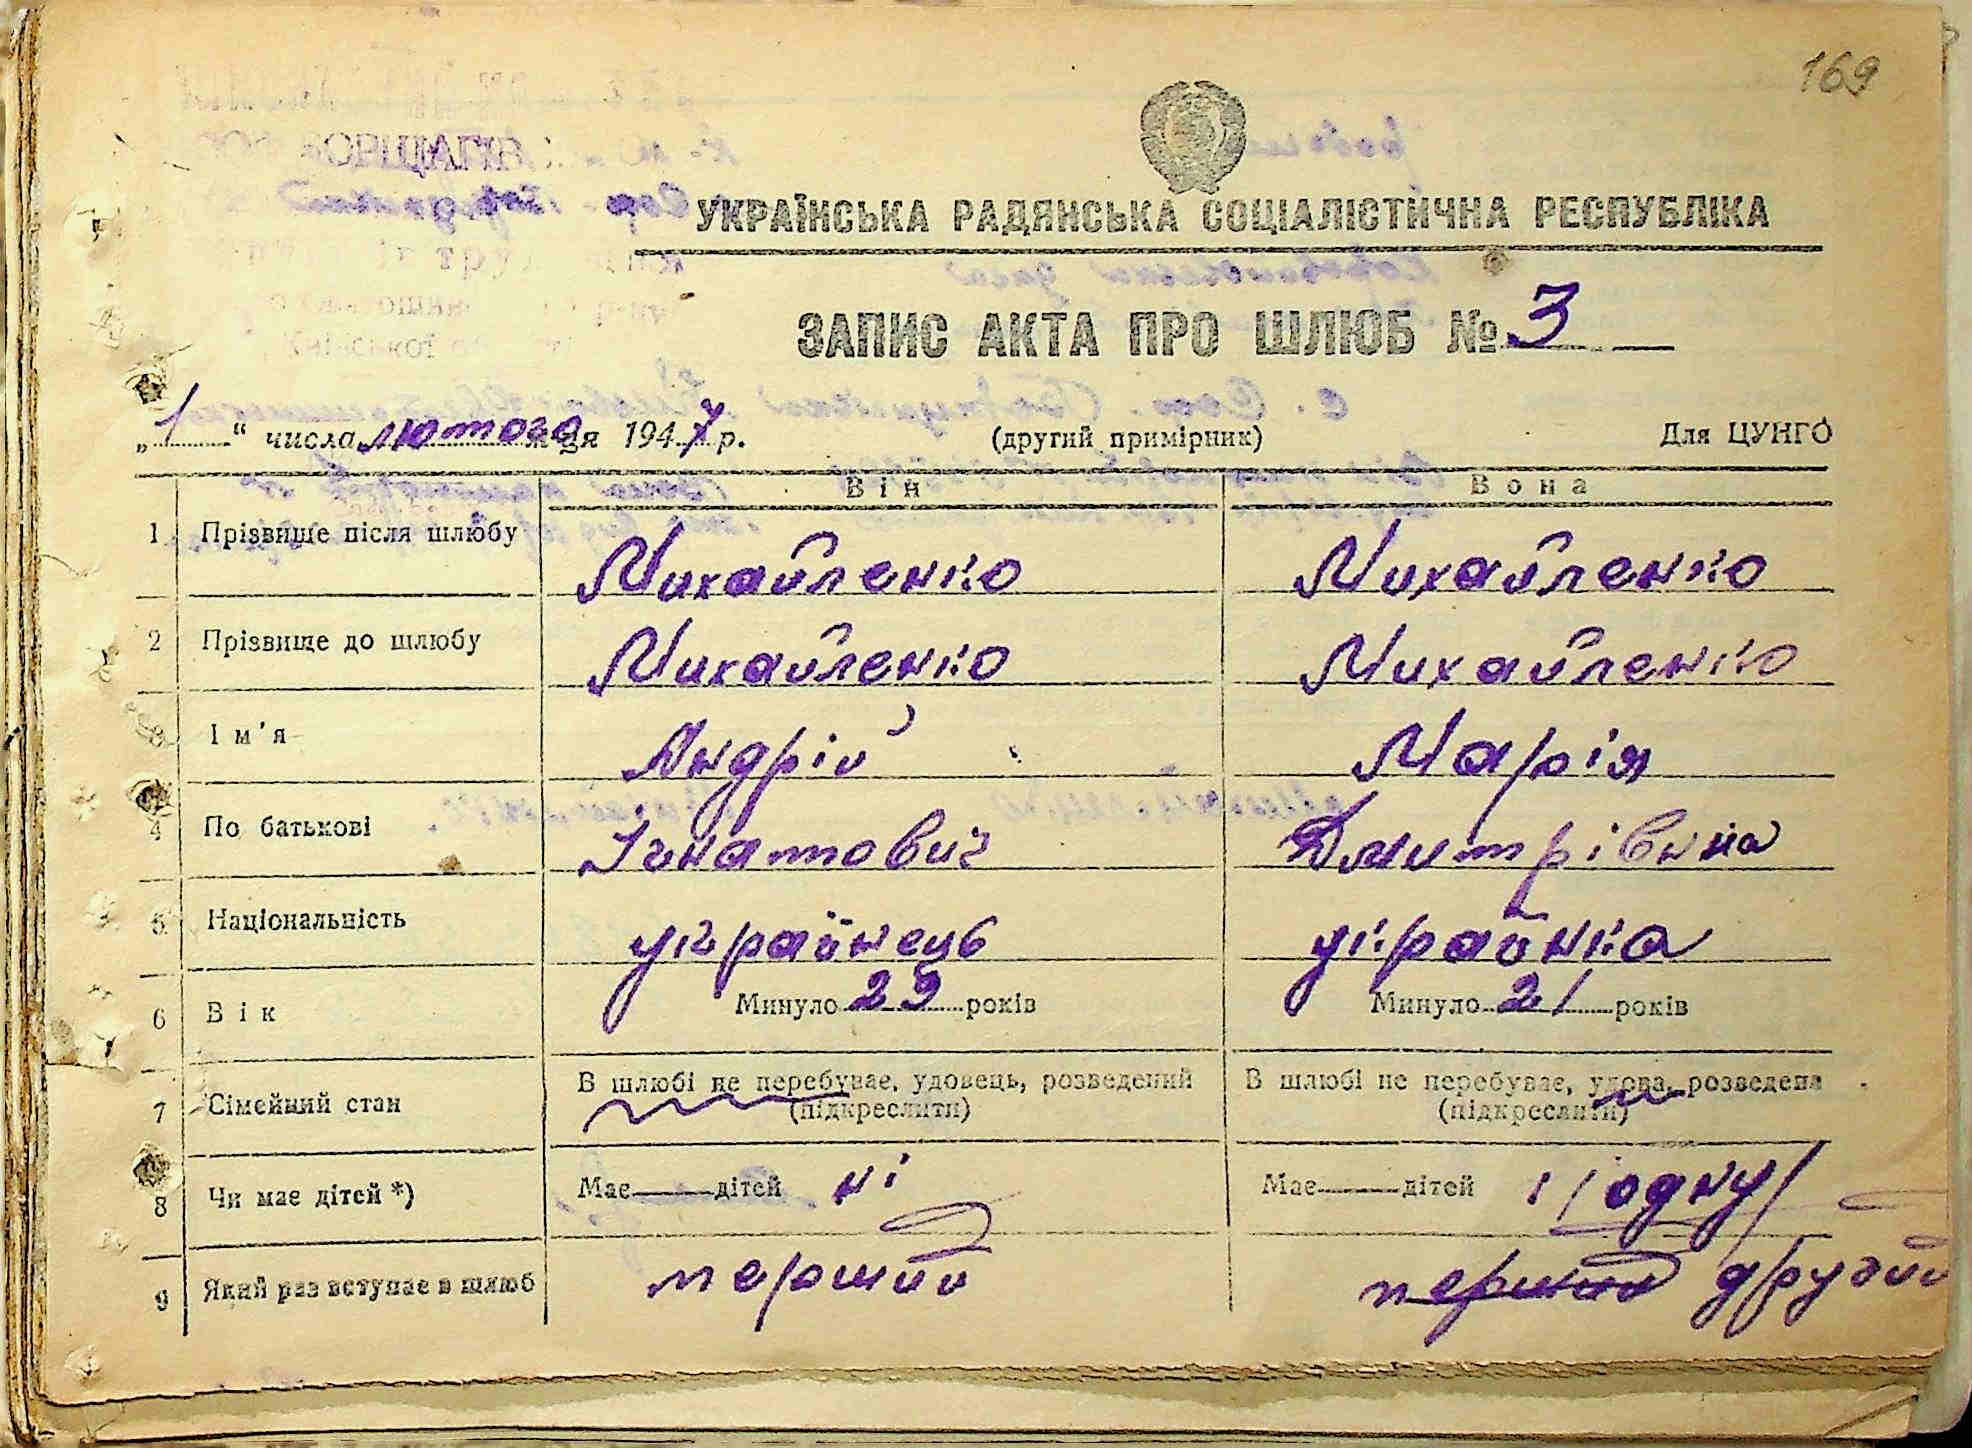 169
УКРАЇНСЬКА РАДЯНСЬКА СОЦІАЛІСТИЧНА РЕСПУБЛІКА
ЗАПИС АКТА ПРО ШЛЮБ № 3
„1“ числа лютого м-ця 1947 р. (другий примірник) Для ЦУНГО
Він Вона
1 Прізвище після шлюбу Михайленко Михайленко
2 Прізвище до шлюбу Михайленко Михайленко
3 Ім'я Андрій Марія
4 По батькові Ігнатович Дмитрівна
5 Національність українець українка
6 Вік Минуло 29 років Минуло 21 років
7 Сімейний стан В шлюбі не перебуває, удовець, розведений В шлюбі не перебуває, удова, розведена
(підкреслити) (підкреслити)
8 Чи має дітей *) Має дітей ні Має дітей 1 /одну/
9 Який раз вступає в шлюб перший перший другий